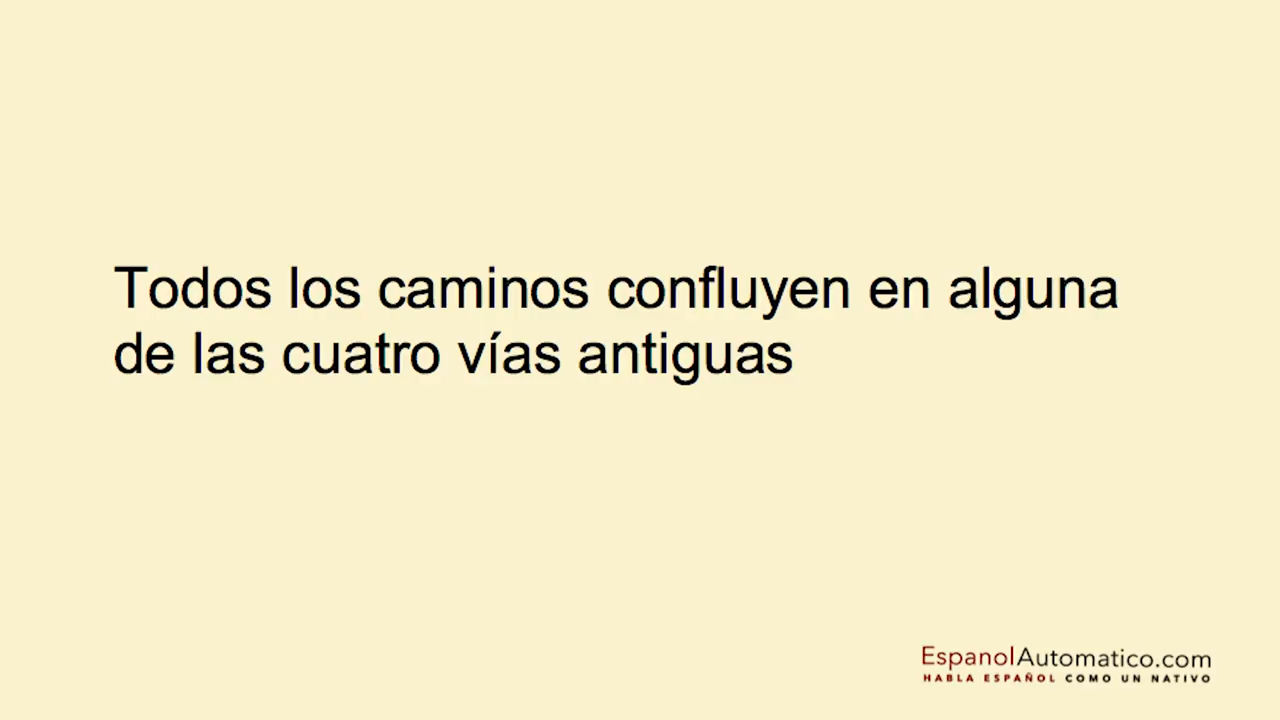 Todos los caminos confluyen en alguna
de las cuatro vías antiguas
EspanolAutomatico.com
HABLA ESPAÑOL COMO UN NATIVO